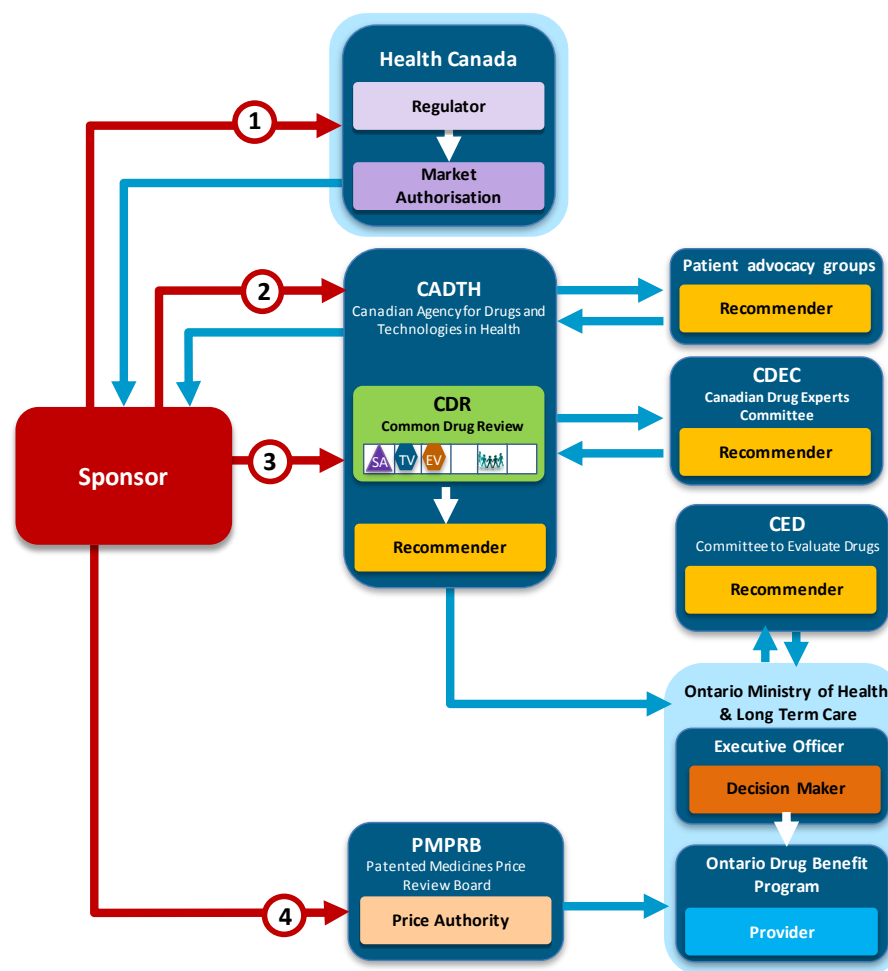 Health Canada
Regulator
Market
Authorisation
1
2
CADTH
Canadian Agency for Drugs and
Technologies in Health
Patient advocacy groups
Recommender
CDR
Common Drug Review
SA TV EV
Recommender
CDEC
Canadian Drug Experts
Committee
Recommender
Sponsor
3
CED
Committee to Evaluate Drugs
Recommender
Ontario Ministry of Health
& Long Term Care
Executive Officer
Decision Maker
Ontario Drug Benefit
Program
Provider
PMPRB
Patented Medicines Price
Review Board
Price Authority
4